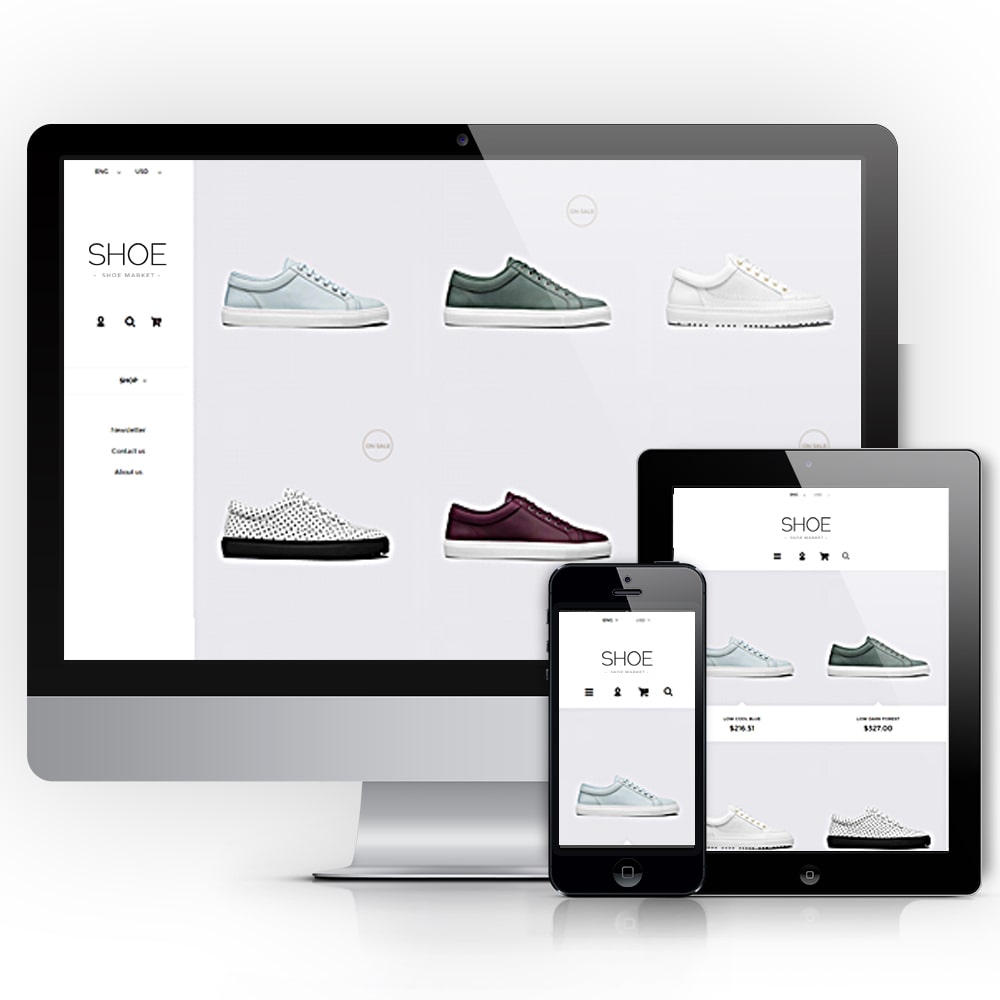 ENG USD
SHOE
- SHOE MARKET -
SHOP
Newsletter
Contact us
About us
ON SALE
ON SALE
ON SALE
ENG USD
SHOE
- SHOE MARKET -
LOW COOL BLUE
$216.51
LOW DARK FOREST
$327.00
ENG USD
SHOE
- SHOE MARKET -